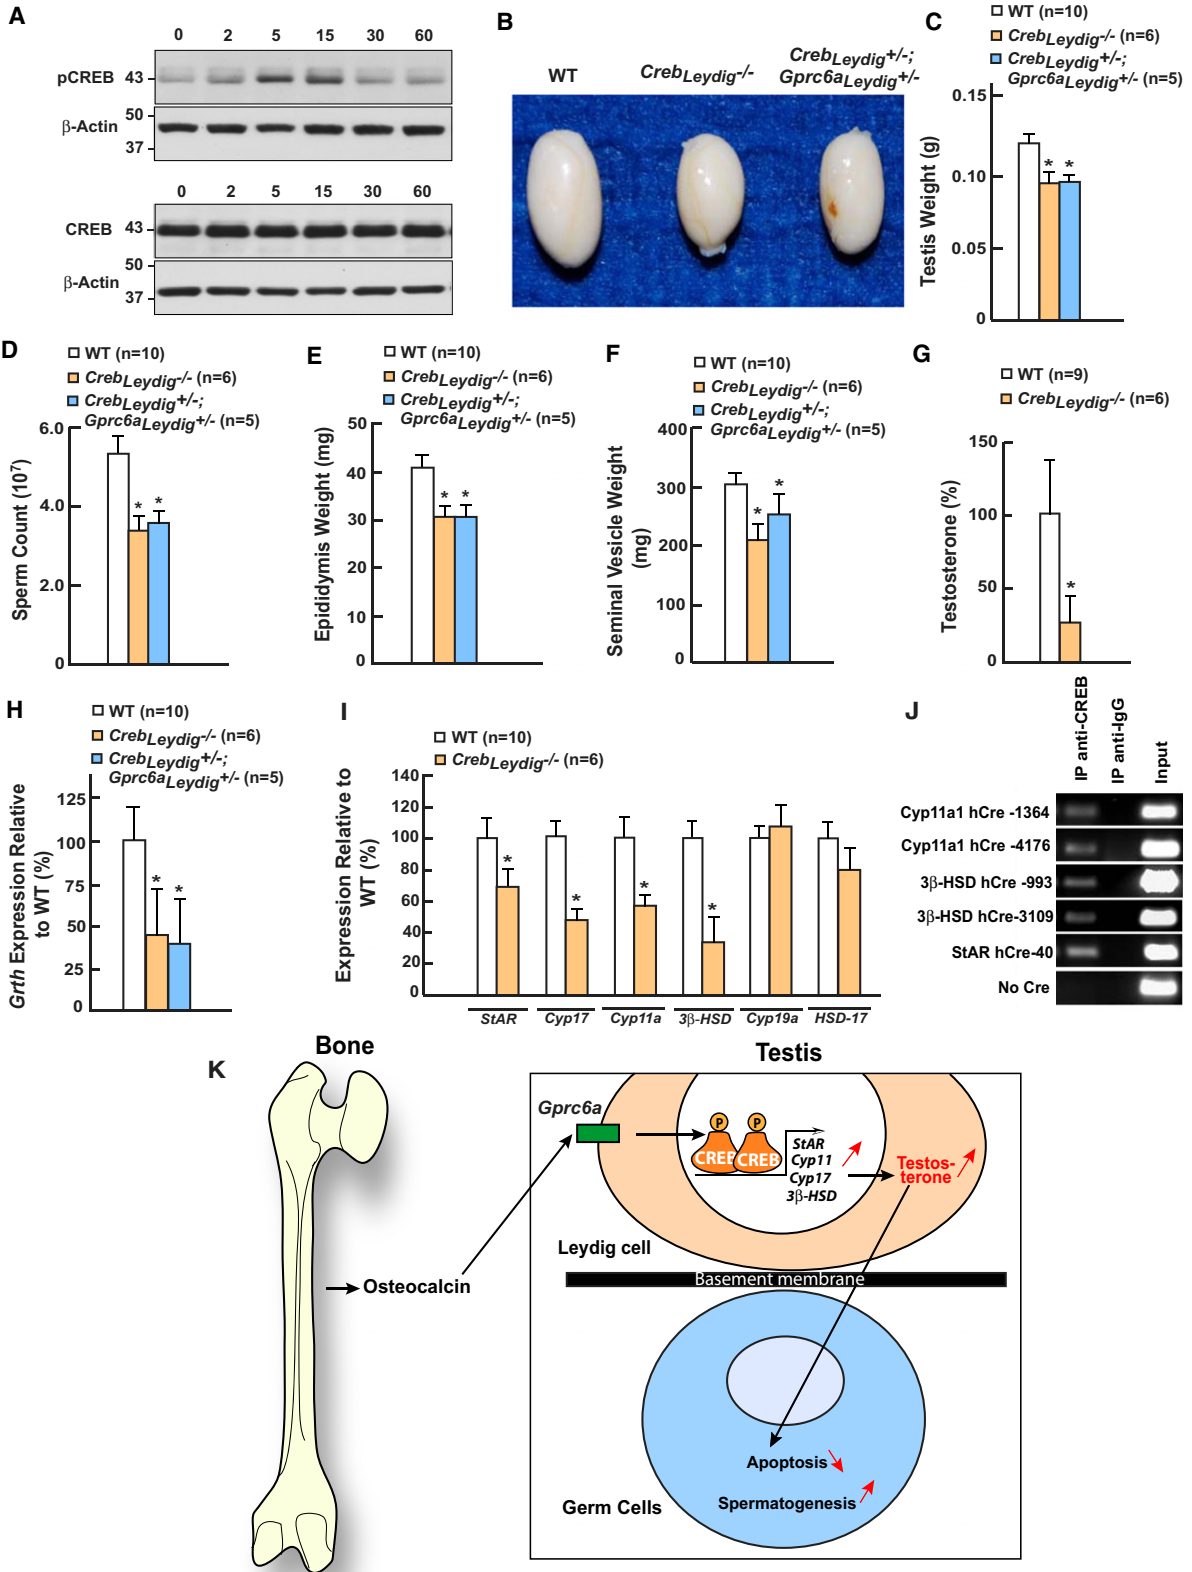 A
0 2 5 15 30 60
pCREB 43
50
β-Actin
37
0 2 5 15 30 60
CREB 43
50
β-Actin
37
B
WT
CrebLeydig-/-
CrebLeydig+/-;
Gprc6aLeydig+/-
C
WT (n=10)
CrebLeydig-/- (n=6)
CrebLeydig+/-;
Gprc6aLeydig+/- (n=5)
Testis Weight (g)
0.15
0.10
0.05
0
* *
D
WT (n=10)
CrebLeydig-/- (n=6)
CrebLeydig+/-;
Gprc6aLeydig+/- (n=5)
Sperm Count (10⁷)
6.0
4.0
2.0
0
* *
E
WT (n=10)
CrebLeydig-/- (n=6)
CrebLeydig+/-;
Gprc6aLeydig+/- (n=5)
Epididymis Weight (mg)
50
40
30
20
10
0
* *
F
WT (n=10)
CrebLeydig-/- (n=6)
CrebLeydig+/-;
Gprc6aLeydig+/- (n=5)
Seminal Vesicle Weight
(mg)
400
300
200
100
0
* *
G
WT (n=9)
CrebLeydig-/- (n=6)
Testosterone (%)
150
100
50
0
*
H
WT (n=10)
CrebLeydig-/- (n=6)
CrebLeydig+/-;
Gprc6aLeydig+/- (n=5)
Grth Expression Relative
to WT (%)
125
100
75
50
25
0
* *
I
WT (n=10)
CrebLeydig-/- (n=6)
Expression Relative to
WT (%)
140
120
100
80
60
40
20
0
* * * *
StAR Cyp17 Cyp11a 3β-HSD Cyp19a HSD-17
J
IP anti-CREB
IP anti-IgG
Input
Cyp11a1 hCre -1364
Cyp11a1 hCre -4176
3β-HSD hCre -993
3β-HSD hCre-3109
StAR hCre-40
No Cre
K
Bone
Osteocalcin
Testis
Gprc6a
P P
CREB CREB
StAR
Cyp11
Cyp17
3β-HSD
Testos-
terone
Leydig cell
Basement membrane
Apoptosis
Spermatogenesis
Germ Cells